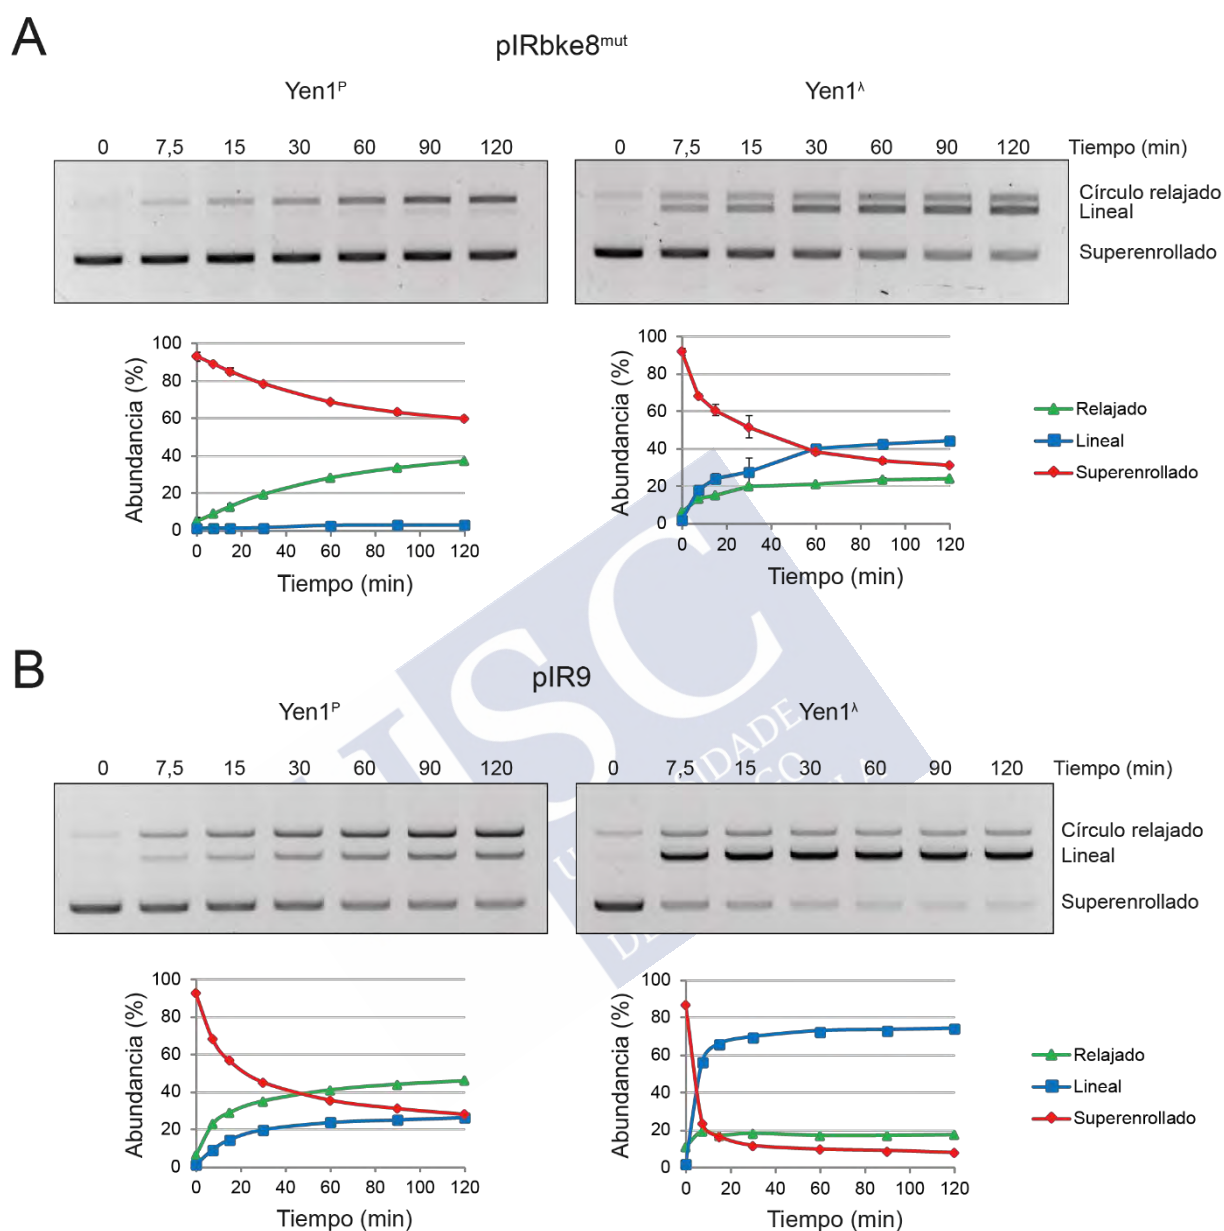 A
pIRbke8mut
Yen1P
Yen1λ
0 7,5 15 30 60 90 120
0 7,5 15 30 60 90 120 Tiempo (min)
Círculo relajado
Lineal
Superenrollado
Abundancia (%)
100
80
60
40
20
0
0 20 40 60 80 100 120
Tiempo (min)
Abundancia (%)
100
80
60
40
20
0
0 20 40 60 80 100 120
Tiempo (min)
Relajado
Lineal
Superenrollado
B
pIR9
Yen1P
Yen1λ
0 7,5 15 30 60 90 120
0 7,5 15 30 60 90 120 Tiempo (min)
Círculo relajado
Lineal
Superenrollado
Abundancia (%)
100
80
60
40
20
0
0 20 40 60 80 100 120
Tiempo (min)
Abundancia (%)
100
80
60
40
20
0
0 20 40 60 80 100 120
Tiempo (min)
Relajado
Lineal
Superenrollado
USC